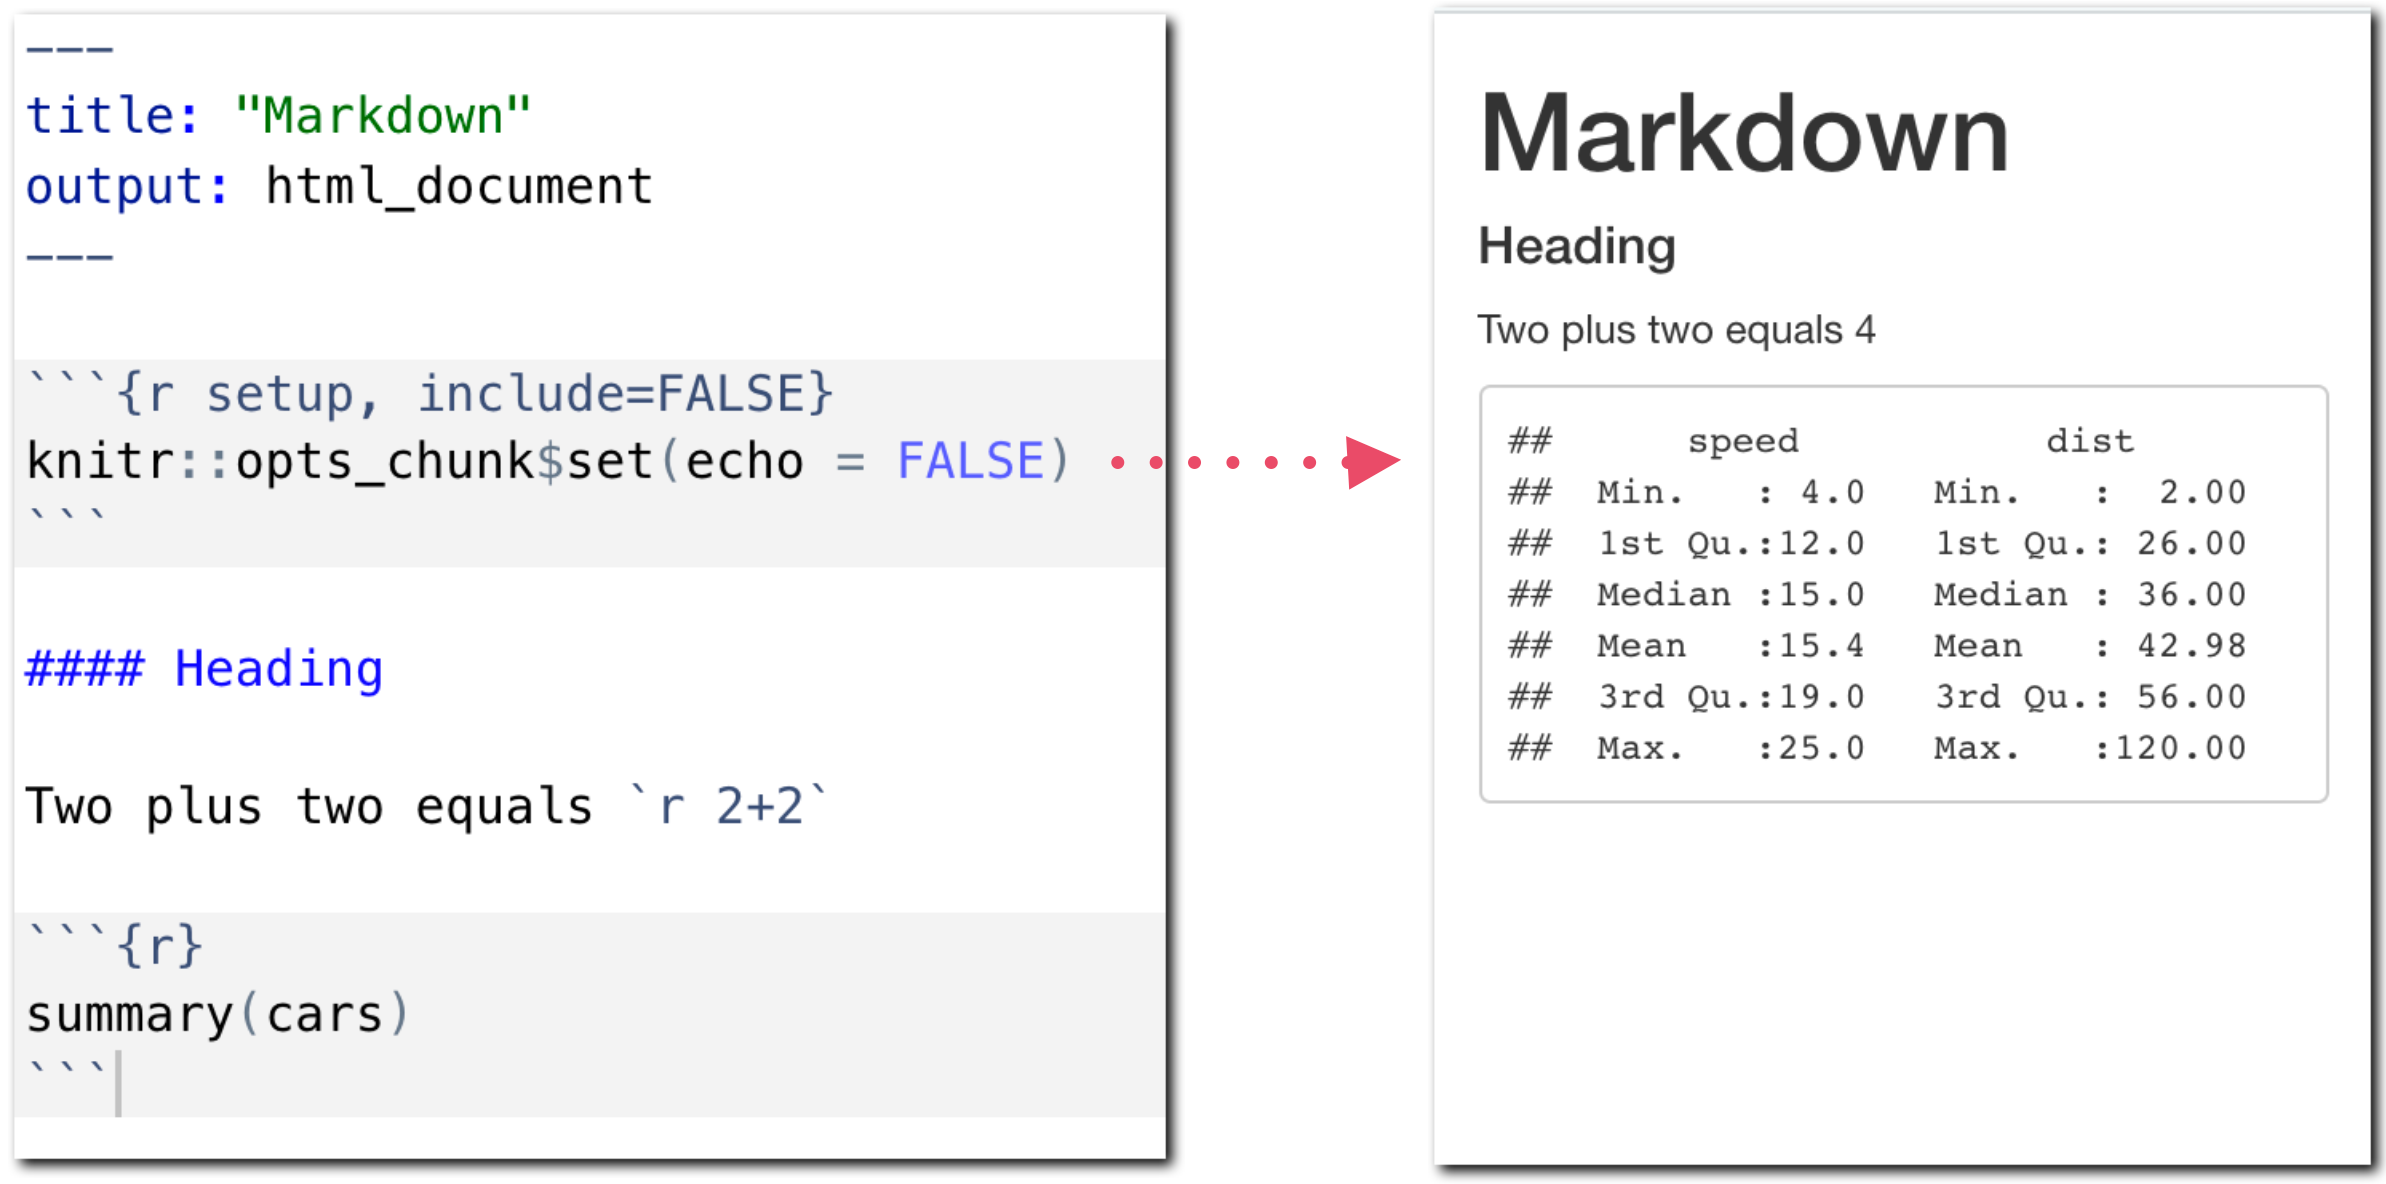 ---
title: "Markdown"
output: html_document
---
```{r setup, include=FALSE}
knitr::opts_chunk$set(echo = FALSE)
```
#### Heading
Two plus two equals `r 2+2`
```{r}
summary(cars)
```
Markdown
Heading
Two plus two equals 4
##      speed           dist
##  Min.   : 4.0   Min.   :  2.00
##  1st Qu.:12.0   1st Qu.: 26.00
##  Median :15.0   Median : 36.00
##  Mean   :15.4   Mean   : 42.98
##  3rd Qu.:19.0   3rd Qu.: 56.00
##  Max.   :25.0   Max.   :120.00